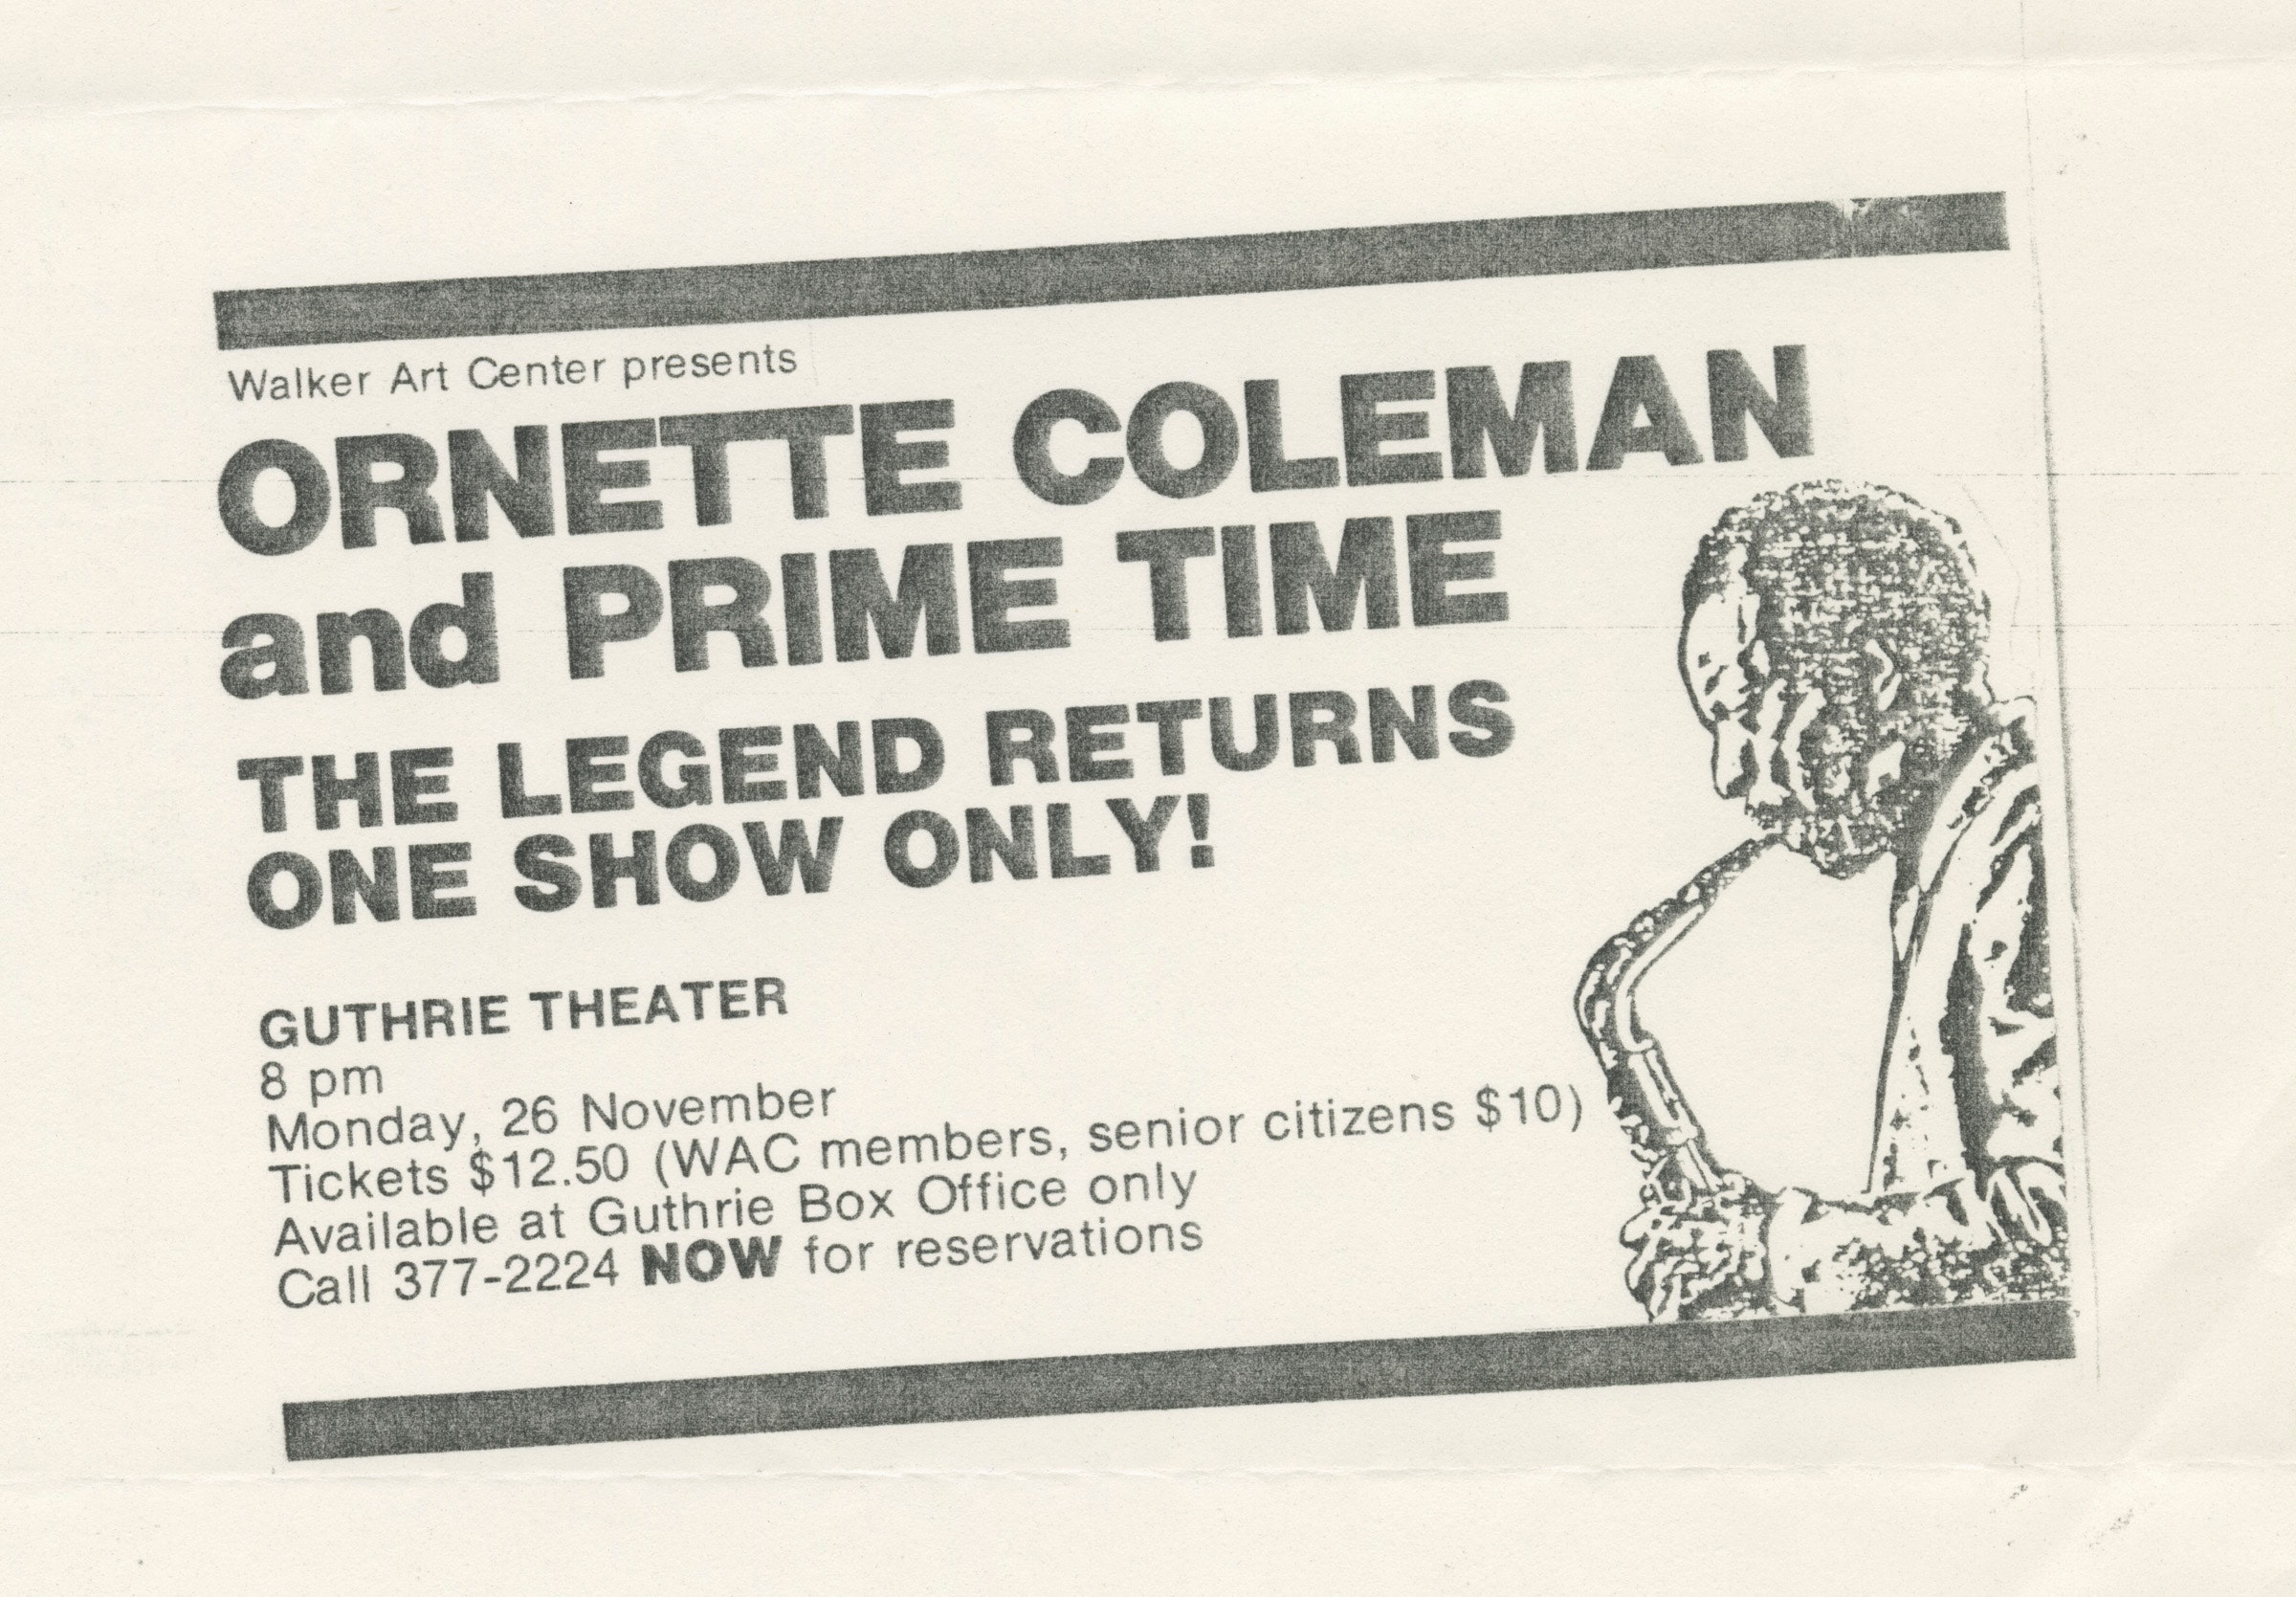 Walker Art Center presents
ORNETTE COLEMAN
and PRIME TIME
THE LEGEND RETURNS
ONE SHOW ONLY!
GUTHRIE THEATER
8 pm
Monday, 26 November
Tickets $12.50 (WAC members, senior citizens $10)
Available at Guthrie Box Office only
Call 377-2224 NOW for reservations